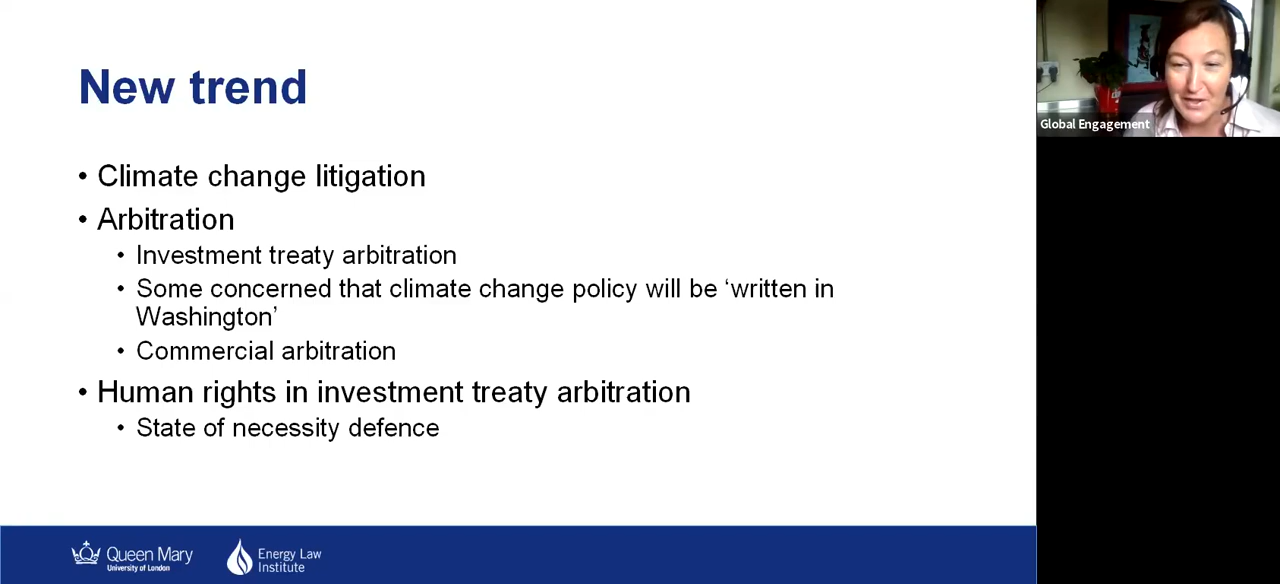 New trend
• Climate change litigation
• Arbitration
• Investment treaty arbitration
• Some concerned that climate change policy will be ‘written in
Washington’
• Commercial arbitration
• Human rights in investment treaty arbitration
• State of necessity defence
Queen Mary
University of London
Energy Law
Institute
Global Engagement